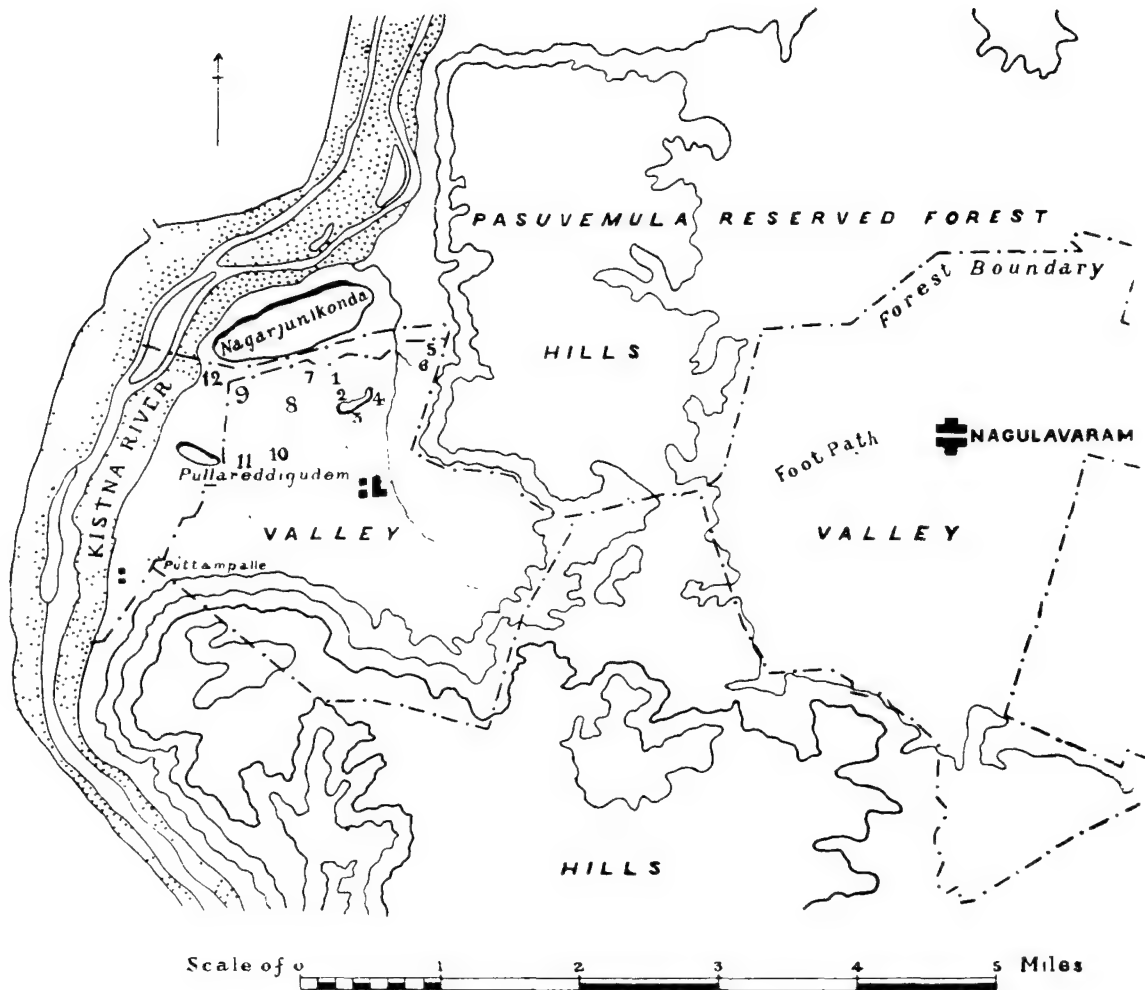 PASUVEMULA RESERVED FOREST
Forest Boundary
Nagarjunikonda
HILLS
5
6
12
9
7
1
8
2
4
3
KISTNA RIVER
Foot Path
NAGULAVARAM
11
10
Pullareddigudem
VALLEY
VALLEY
Puttampalle
HILLS
Scale of 0 1 2 3 4 5 Miles